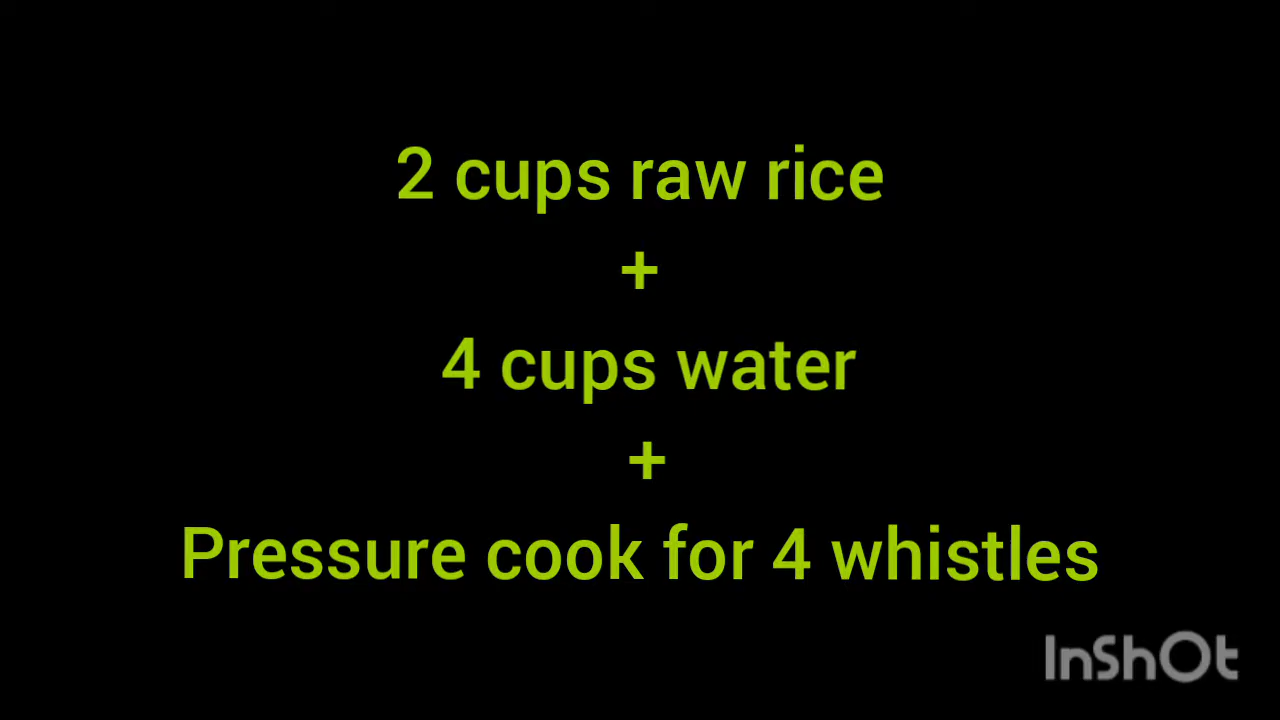 2 cups raw rice
+
4 cups water
+
Pressure cook for 4 whistles
InShOt